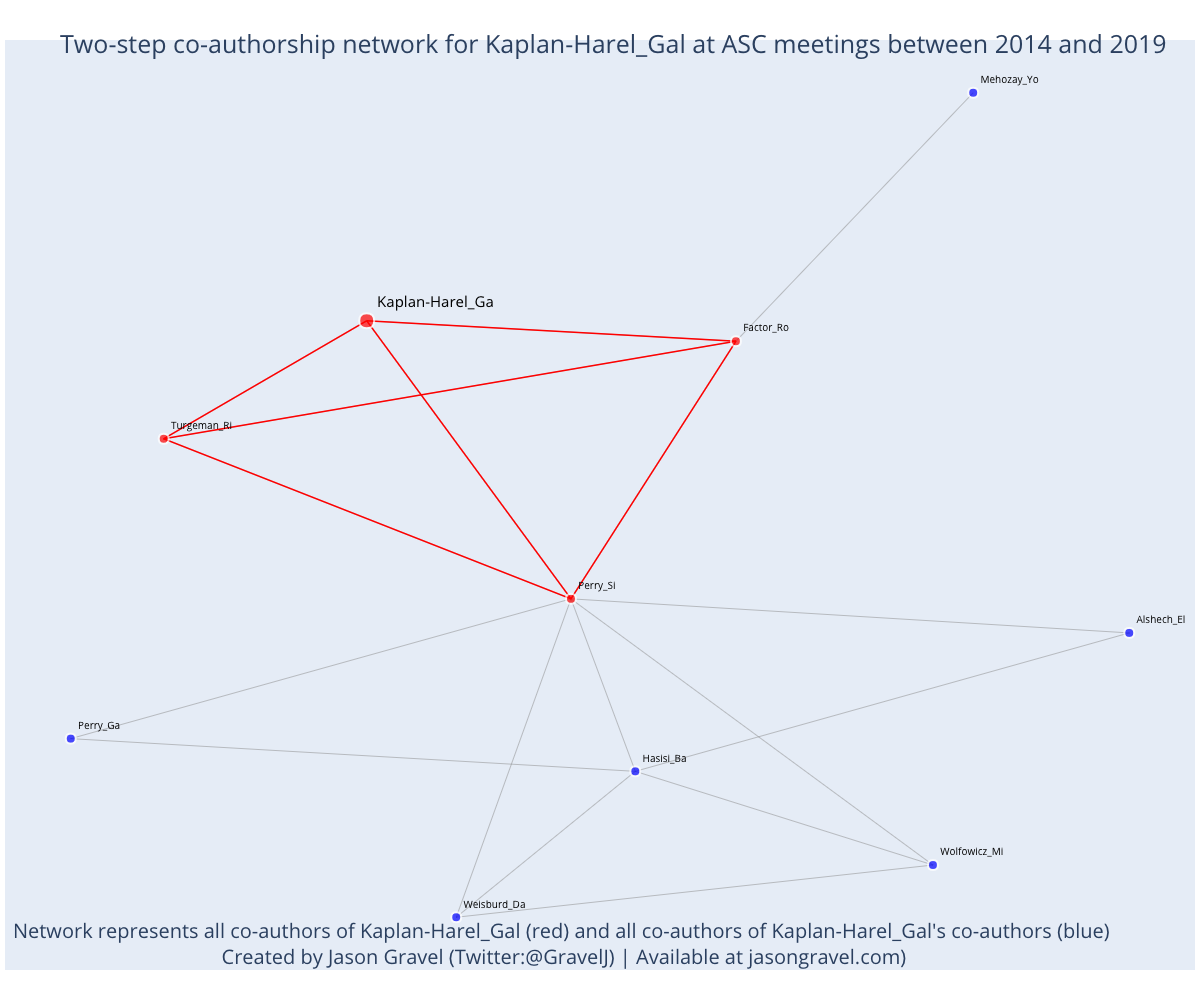 Two-step co-authorship network for Kaplan-Harel_Gal at ASC meetings between 2014 and 2019
Mehozay_Yo
Kaplan-Harel_Ga
Factor_Ro
Turgeman_Ri
Perry_Si
Alshech_El
Perry_Ga
Hasisi_Ba
Wolfowicz_Mi
Weisburd_Da
Network represents all co-authors of Kaplan-Harel_Gal (red) and all co-authors of Kaplan-Harel_Gal's co-authors (blue)
Created by Jason Gravel (Twitter:@GravelJ) | Available at jasongravel.com)